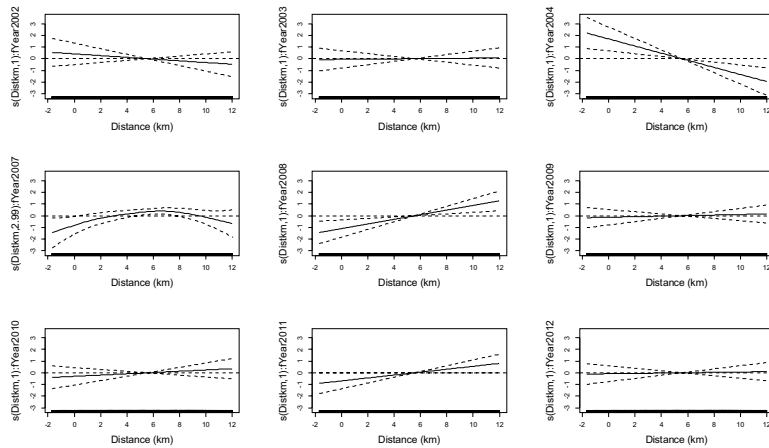 s(Distkm,1):fYear2002
3
2
1
0
-1
-2
-3
-2 0 2 4 6 8 10 12
Distance (km)
s(Distkm,1):fYear2003
3
2
1
0
-1
-2
-3
-2 0 2 4 6 8 10 12
Distance (km)
s(Distkm,1):fYear2004
3
2
1
0
-1
-2
-3
-2 0 2 4 6 8 10 12
Distance (km)
s(Distkm,2.99):fYear2007
3
2
1
0
-1
-2
-3
-2 0 2 4 6 8 10 12
Distance (km)
s(Distkm,1):fYear2008
3
2
1
0
-1
-2
-3
-2 0 2 4 6 8 10 12
Distance (km)
s(Distkm,1):fYear2009
3
2
1
0
-1
-2
-3
-2 0 2 4 6 8 10 12
Distance (km)
s(Distkm,1):fYear2010
3
2
1
0
-1
-2
-3
-2 0 2 4 6 8 10 12
Distance (km)
s(Distkm,1):fYear2011
3
2
1
0
-1
-2
-3
-2 0 2 4 6 8 10 12
Distance (km)
s(Distkm,1):fYear2012
3
2
1
0
-1
-2
-3
-2 0 2 4 6 8 10 12
Distance (km)